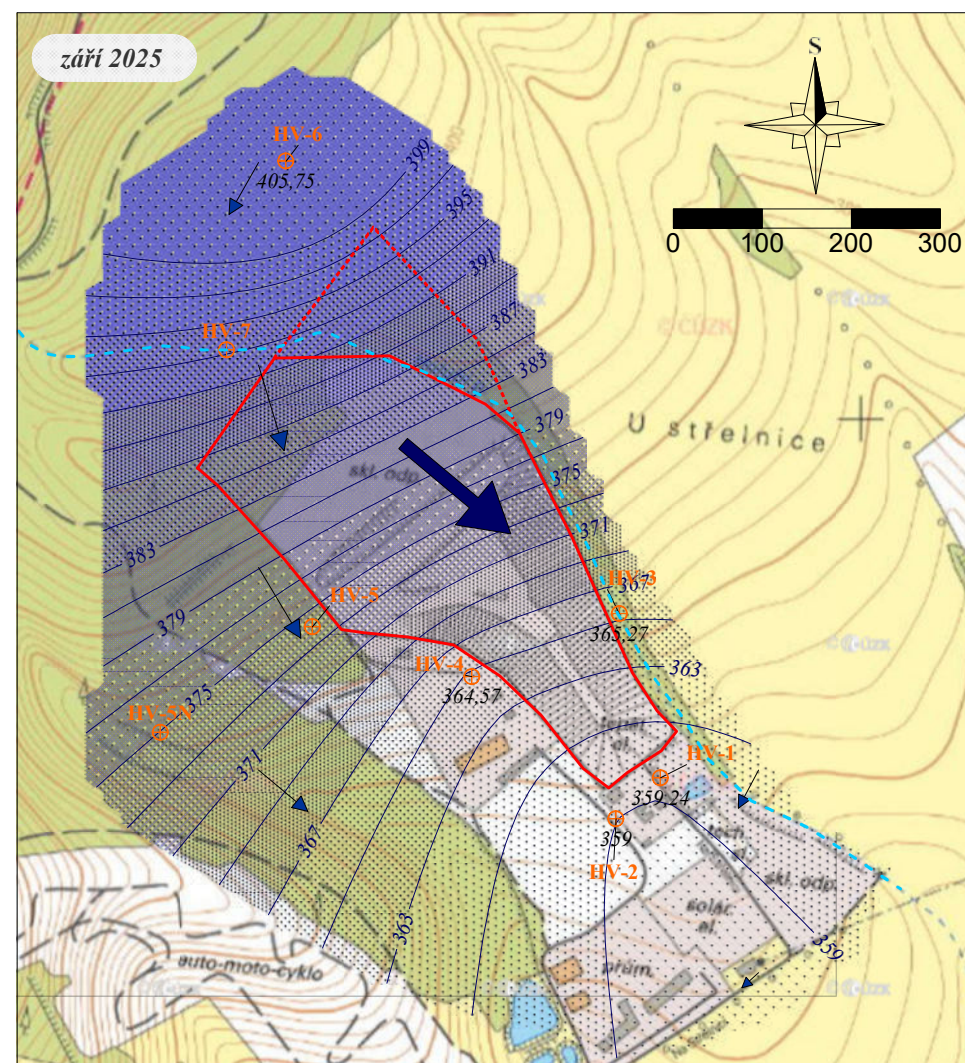 září 2025
S
HV-6
405,75
399
395
391
387
383
379
375
371
367
363
0 100 200 300
© ČÚZK
HV-7
U střelnice
skl. odp.
383
379
375
371
367
363
359
HV-5
HV-3
365,27
HV-4
364,57
HV-5N
HV-1
359,24
359
HV-2
tech.
skl. odp.
solár.
el.
prům.
auto-moto-cyklo